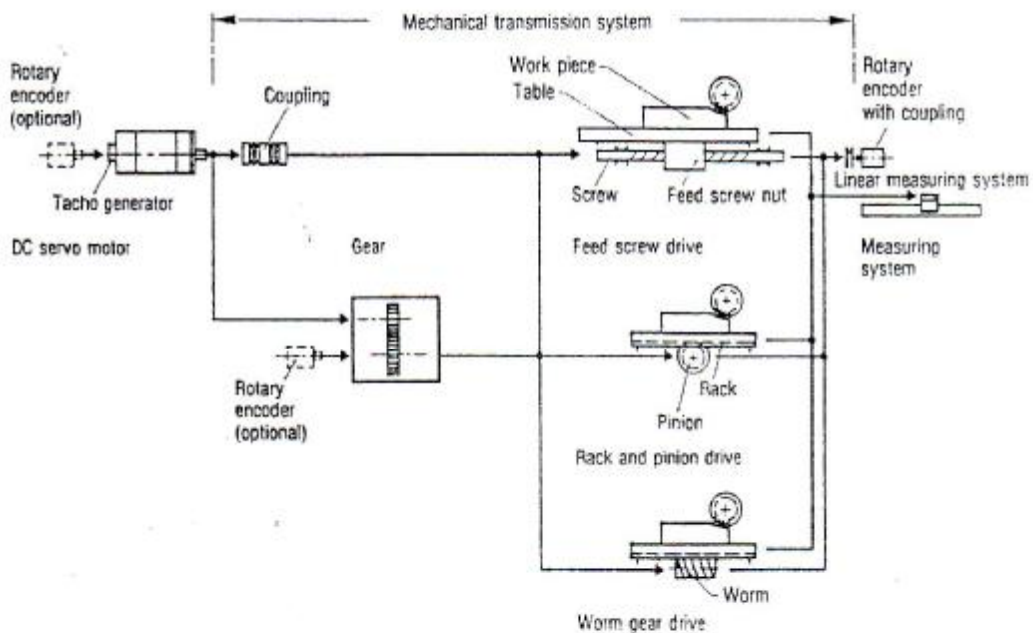 Mechanical transmission system
Rotary
encoder
(optional)
Coupling
Work piece
Table
Rotary
encoder
with coupling
Tacho generator
Screw
Feed screw nut
Linear measuring system
DC servo motor
Gear
Feed screw drive
Measuring
system
Rotary
encoder
(optional)
Rack
Pinion
Rack and pinion drive
Worm
Worm gear drive